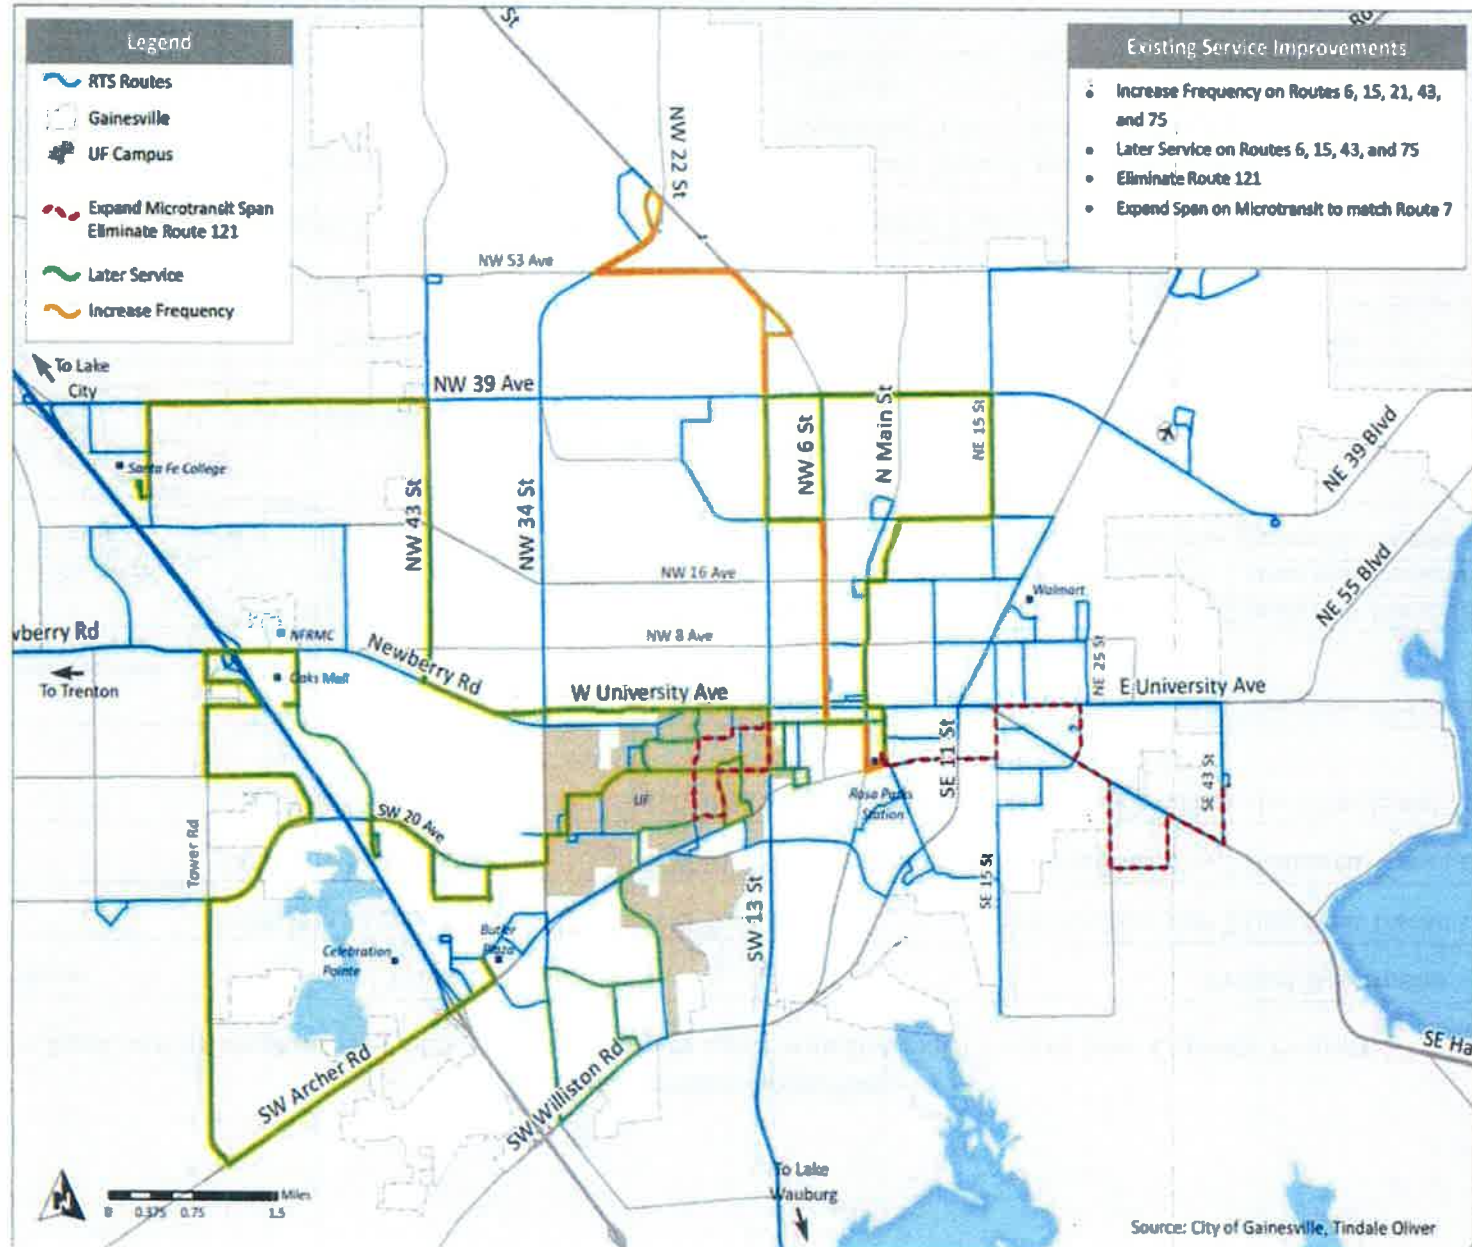 Legend
RTS Routes
Gainesville
UF Campus
Expand Microtransit Span
Eliminate Route 121
Later Service
Increase Frequency
Existing Service Improvements
Increase Frequency on Routes 6, 15, 21, 43,
and 75
Later Service on Routes 6, 15, 43, and 75
Eliminate Route 121
Expend Span on Microtransit to match Route 7
St
NW 22 St
NW 53 Ave
To Lake
City
NW 39 Ave
NW 6 St
N Main St
NE 15 St
NE 39 Blvd
Santa Fe College
NW 43 St
NW 34 St
NW 16 Ave
Walmart
NE 55 Blvd
wberry Rd
NFRMC
Newberry Rd
NW 8 Ave
NE 25 St
To Trenton
Oaks Mall
W University Ave
E University Ave
SE 11 St
UF
Rosa Parks
Station
SE 43 St
Tower Rd
SW 20 Ave
SE 15 St
SW 13 St
Butler
Plaza
Celebration
Pointe
SW Archer Rd
SW Williston Rd
SE Ha
To Lake
Wauburg
N
Miles
0 0.375 0.75 1.5
Source: City of Gainesville, Tindale Oliver